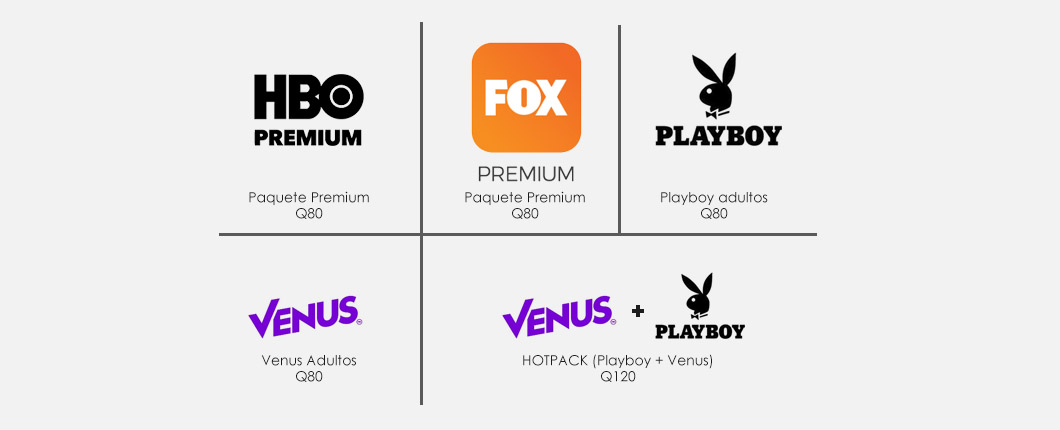 HBO
PREMIUM
Paquete Premium
Q80
FOX
PREMIUM
Paquete Premium
Q80
PLAYBOY
Playboy adultos
Q80
VENUS
Venus Adultos
Q80
VENUS + PLAYBOY
HOTPACK (Playboy + Venus)
Q120